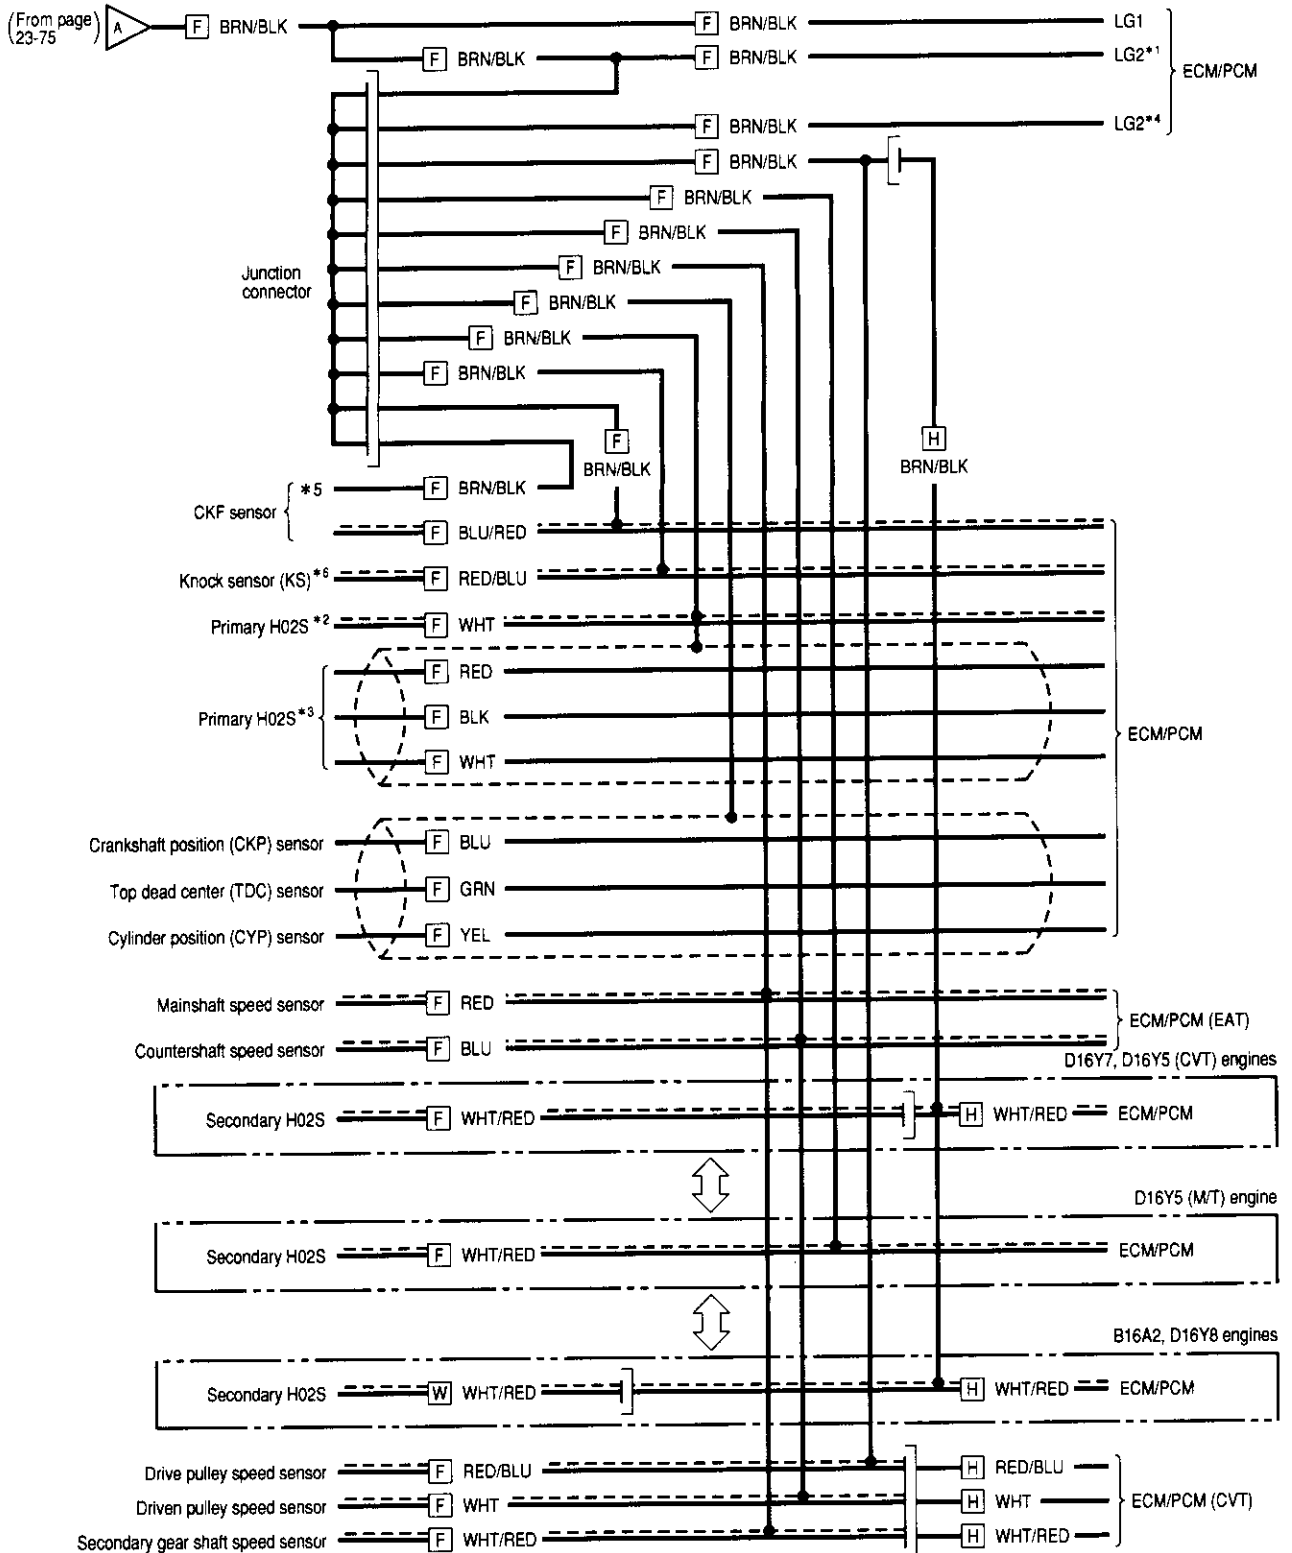 (From page 23-75) A F BRN/BLK F BRN/BLK LG1
F BRN/BLK F BRN/BLK LG2*1
ECM/PCM
F BRN/BLK LG2*4
F BRN/BLK
F BRN/BLK
F BRN/BLK
F BRN/BLK
Junction connector
F BRN/BLK
F BRN/BLK
F BRN/BLK
F BRN/BLK
H BRN/BLK
CKF sensor
*5 F BRN/BLK
F BLU/RED
Knock sensor (KS)*6 F RED/BLU
Primary H02S *2 F WHT
F RED
Primary H02S*3 F BLK
F WHT
ECM/PCM
Crankshaft position (CKP) sensor F BLU
Top dead center (TDC) sensor F GRN
Cylinder position (CYP) sensor F YEL
Mainshaft speed sensor F RED
ECM/PCM (EAT)
Countershaft speed sensor F BLU
D16Y7, D16Y5 (CVT) engines
Secondary H02S F WHT/RED H WHT/RED ECM/PCM
D16Y5 (M/T) engine
Secondary H02S F WHT/RED ECM/PCM
B16A2, D16Y8 engines
Secondary H02S W WHT/RED H WHT/RED ECM/PCM
Drive pulley speed sensor F RED/BLU H RED/BLU
Driven pulley speed sensor F WHT H WHT ECM/PCM (CVT)
Secondary gear shaft speed sensor F WHT/RED H WHT/RED